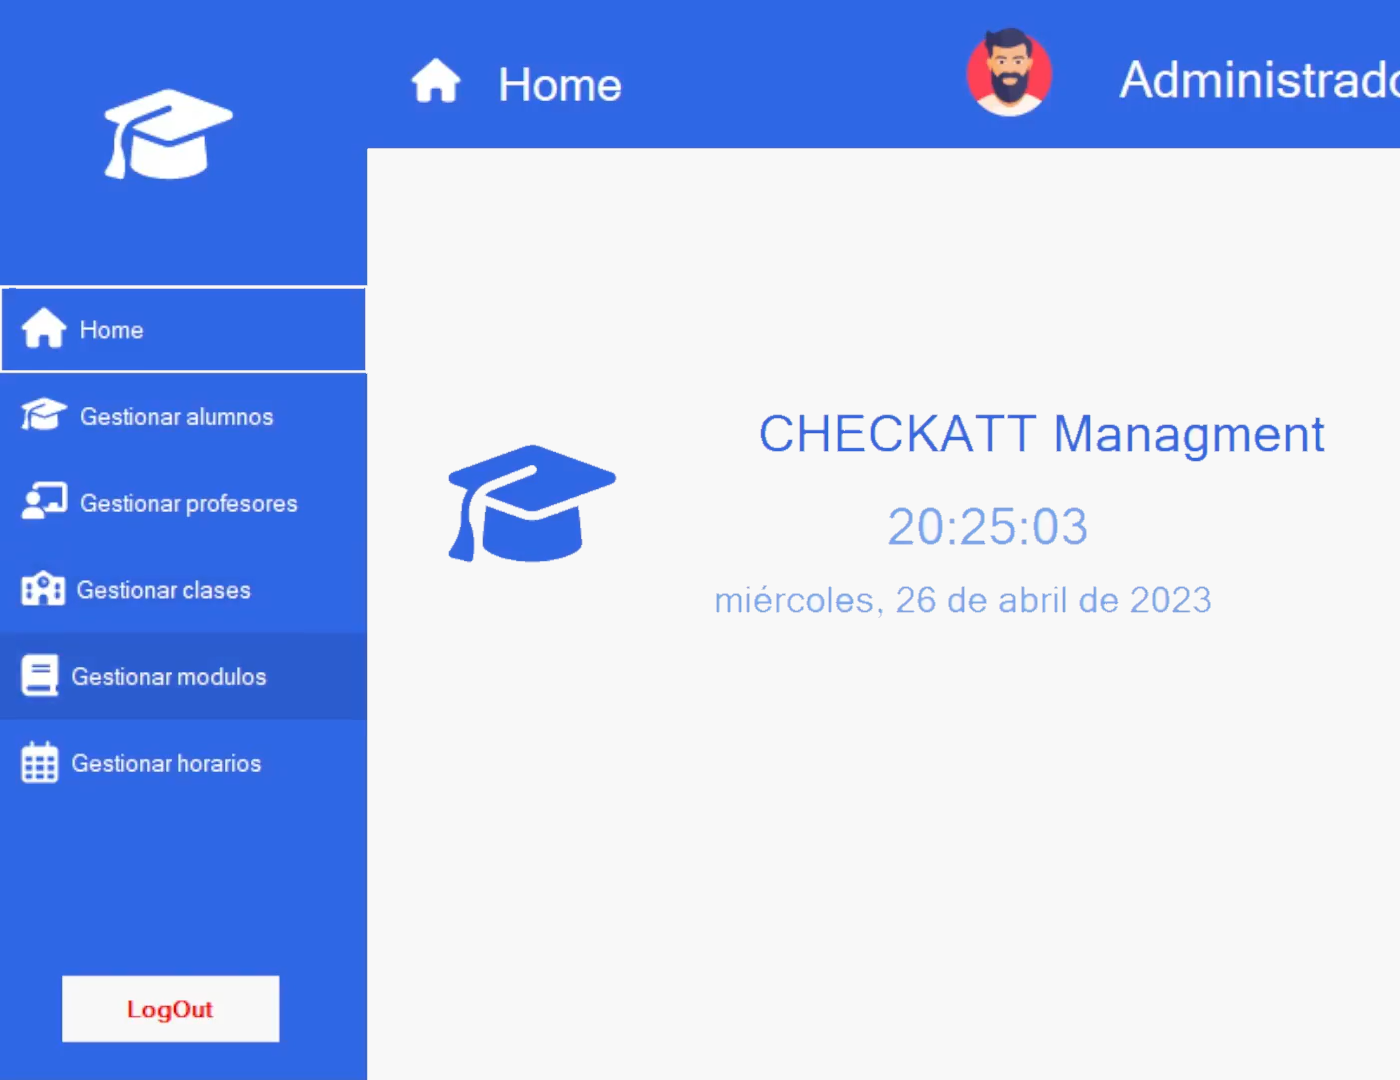 Home
Home
Gestionar alumnos
Gestionar profesores
Gestionar clases
Gestionar modulos
Gestionar horarios
LogOut
CHECKATT Managment
20:25:03
miércoles, 26 de abril de 2023